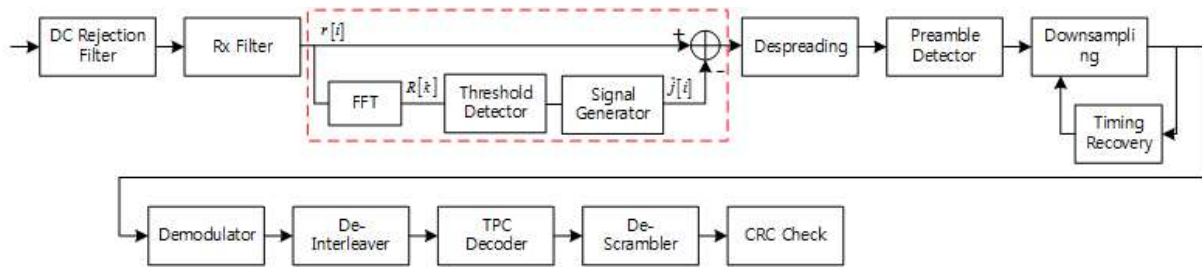 DC Rejection
Filter
Rx Filter
r[i]
+
−
Despreading
Preamble
Detector
Downsampli
ng
FFT
R[k]
Threshold
Detector
Signal
Generator
j[i]
Timing
Recovery
Demodulator
De-
Interleaver
TPC
Decoder
De-
Scrambler
CRC Check